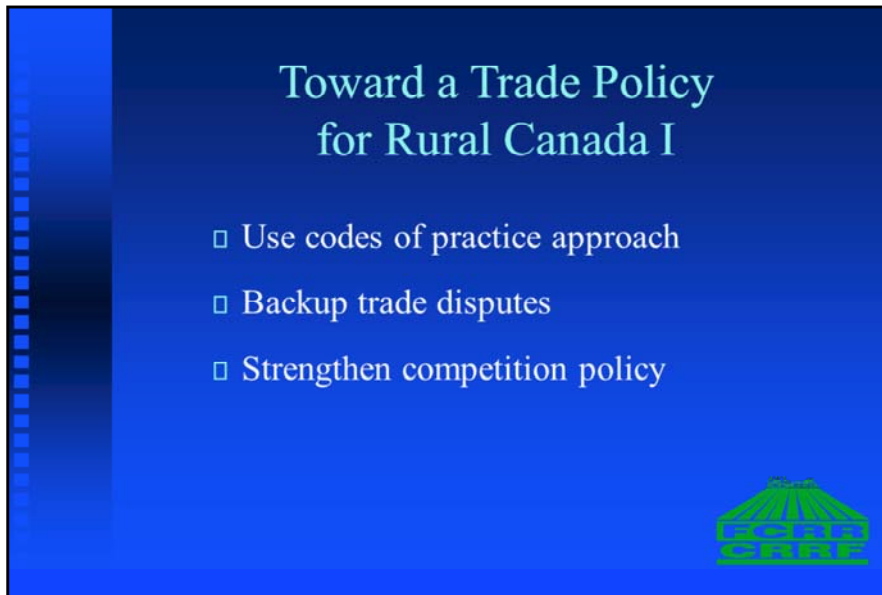 Toward a Trade Policy
for Rural Canada I
Use codes of practice approach
Backup trade disputes
Strengthen competition policy
FCRR
CRRF